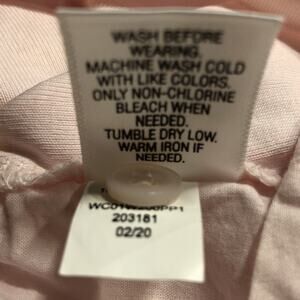 WASH BEFORE
WEARING.
MACHINE WASH COLD
WITH LIKE COLORS.
ONLY NON-CHLORINE
BLEACH WHEN
NEEDED.
TUMBLE DRY LOW.
WARM IRON IF
NEEDED.
203181
02/20